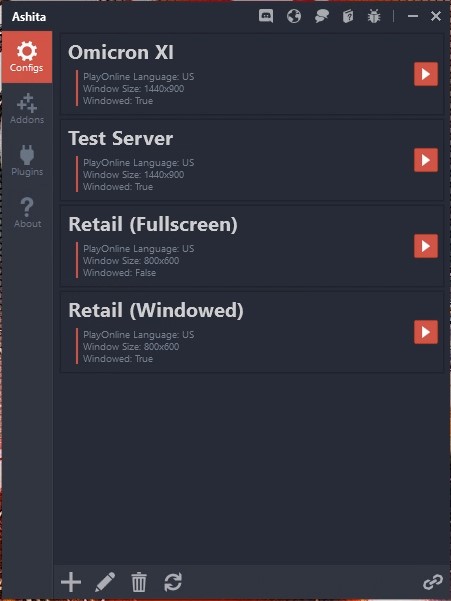 Ashita
Configs
Addons
Plugins
About
Omicron XI
PlayOnline Language: US
Window Size: 1440x900
Windowed: True
Test Server
PlayOnline Language: US
Window Size: 1440x900
Windowed: True
Retail (Fullscreen)
PlayOnline Language: US
Window Size: 800x600
Windowed: False
Retail (Windowed)
PlayOnline Language: US
Window Size: 800x600
Windowed: True